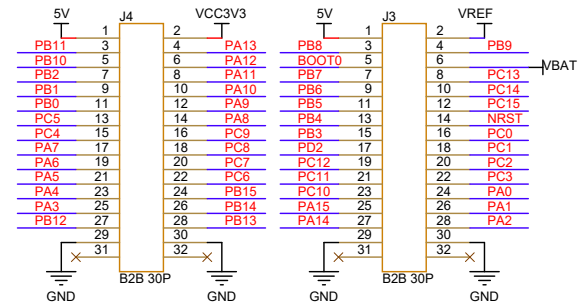 5V J4 VCC3V3
1 2
PB11 3 4 PA13
PB10 5 6 PA12
PB2 7 8 PA11
PB1 9 10 PA10
PB0 11 12 PA9
PC5 13 14 PA8
PC4 15 16 PC9
PA7 17 18 PC8
PA6 19 20 PC7
PA5 21 22 PC6
PA4 23 24 PB15
PA3 25 26 PB14
PB12 27 28 PB13
29 30
31 32
B2B 30P
GND GND
5V J3 VREF
1 2
PB8 3 4 PB9
BOOT0 5 6 VBAT
PB7 7 8 PC13
PB6 9 10 PC14
PB5 11 12 PC15
PB4 13 14 NRST
PB3 15 16 PC0
PD2 17 18 PC1
PC12 19 20 PC2
PC11 21 22 PC3
PC10 23 24 PA0
PA15 25 26 PA1
PA14 27 28 PA2
29 30
31 32
B2B 30P
GND GND